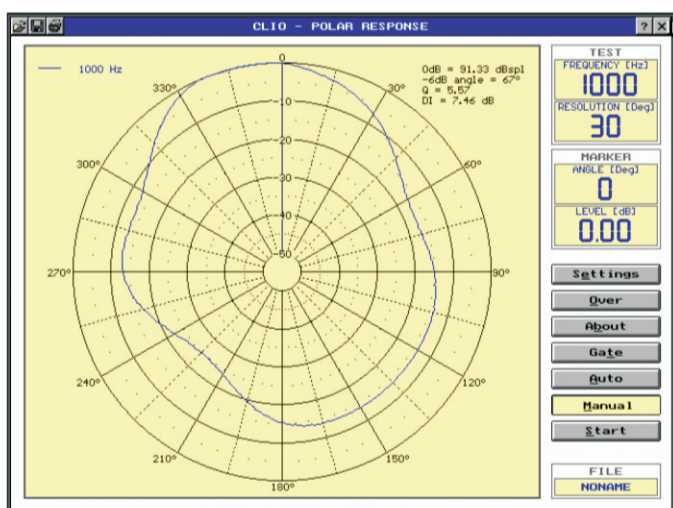 CLIO - POLAR RESPONSE
? X
1000 Hz
0dB = 91.33 dBspl
-6dB angle = 67°
Q = 5.57
DI = 7.46 dB
0
30°
60°
90°
120°
150°
180°
210°
240°
270°
300°
330°
-10
-20
-30
-40
-50
TEST
FREQUENCY [Hz]
1000
RESOLUTION [Deg]
30
MARKER
ANGLE [Deg]
0
LEVEL [dB]
0.00
Settings
Over
About
Gate
Auto
Manual
Start
FILE
NONAME